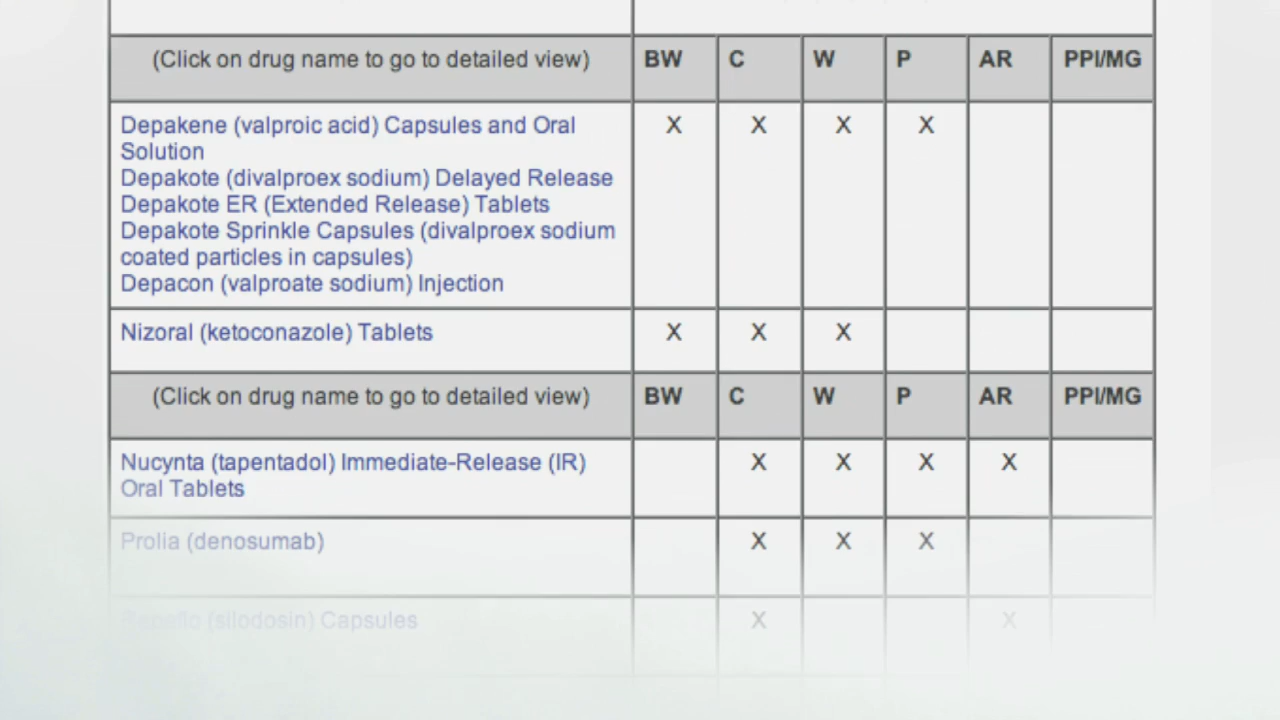 (Click on drug name to go to detailed view) BW C W P AR PPI/MG
Depakene (valproic acid) Capsules and Oral X X X X
Solution
Depakote (divalproex sodium) Delayed Release
Depakote ER (Extended Release) Tablets
Depakote Sprinkle Capsules (divalproex sodium
coated particles in capsules)
Depacon (valproate sodium) Injection
Nizoral (ketoconazole) Tablets X X X
(Click on drug name to go to detailed view) BW C W P AR PPI/MG
Nucynta (tapentadol) Immediate-Release (IR) X X X X
Oral Tablets
Prolia (denosumab) X X X
(silodosin) Capsules X X